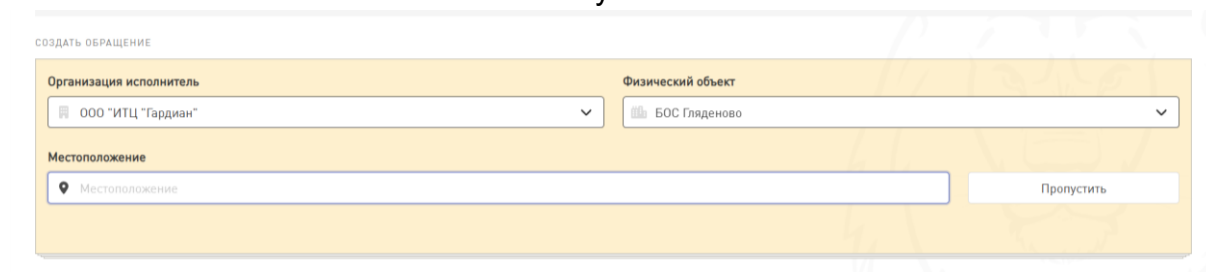 СОЗДАТЬ ОБРАЩЕНИЕ
Организация исполнитель
Физический объект
ООО "ИТЦ "Гардиан"
БОС Гляденово
Местоположение
Местоположение
Пропустить